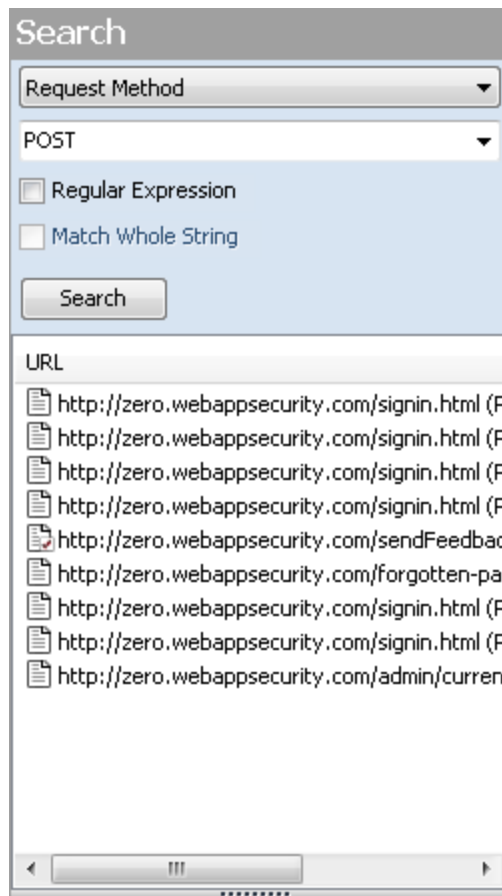 Search
Request Method
POST
Regular Expression
Match Whole String
Search
URL
http://zero.webappsecurity.com/signin.html (P
http://zero.webappsecurity.com/signin.html (P
http://zero.webappsecurity.com/signin.html (P
http://zero.webappsecurity.com/signin.html (P
http://zero.webappsecurity.com/sendFeedbac
http://zero.webappsecurity.com/forgotten-pa
http://zero.webappsecurity.com/signin.html (P
http://zero.webappsecurity.com/signin.html (P
http://zero.webappsecurity.com/admin/curren